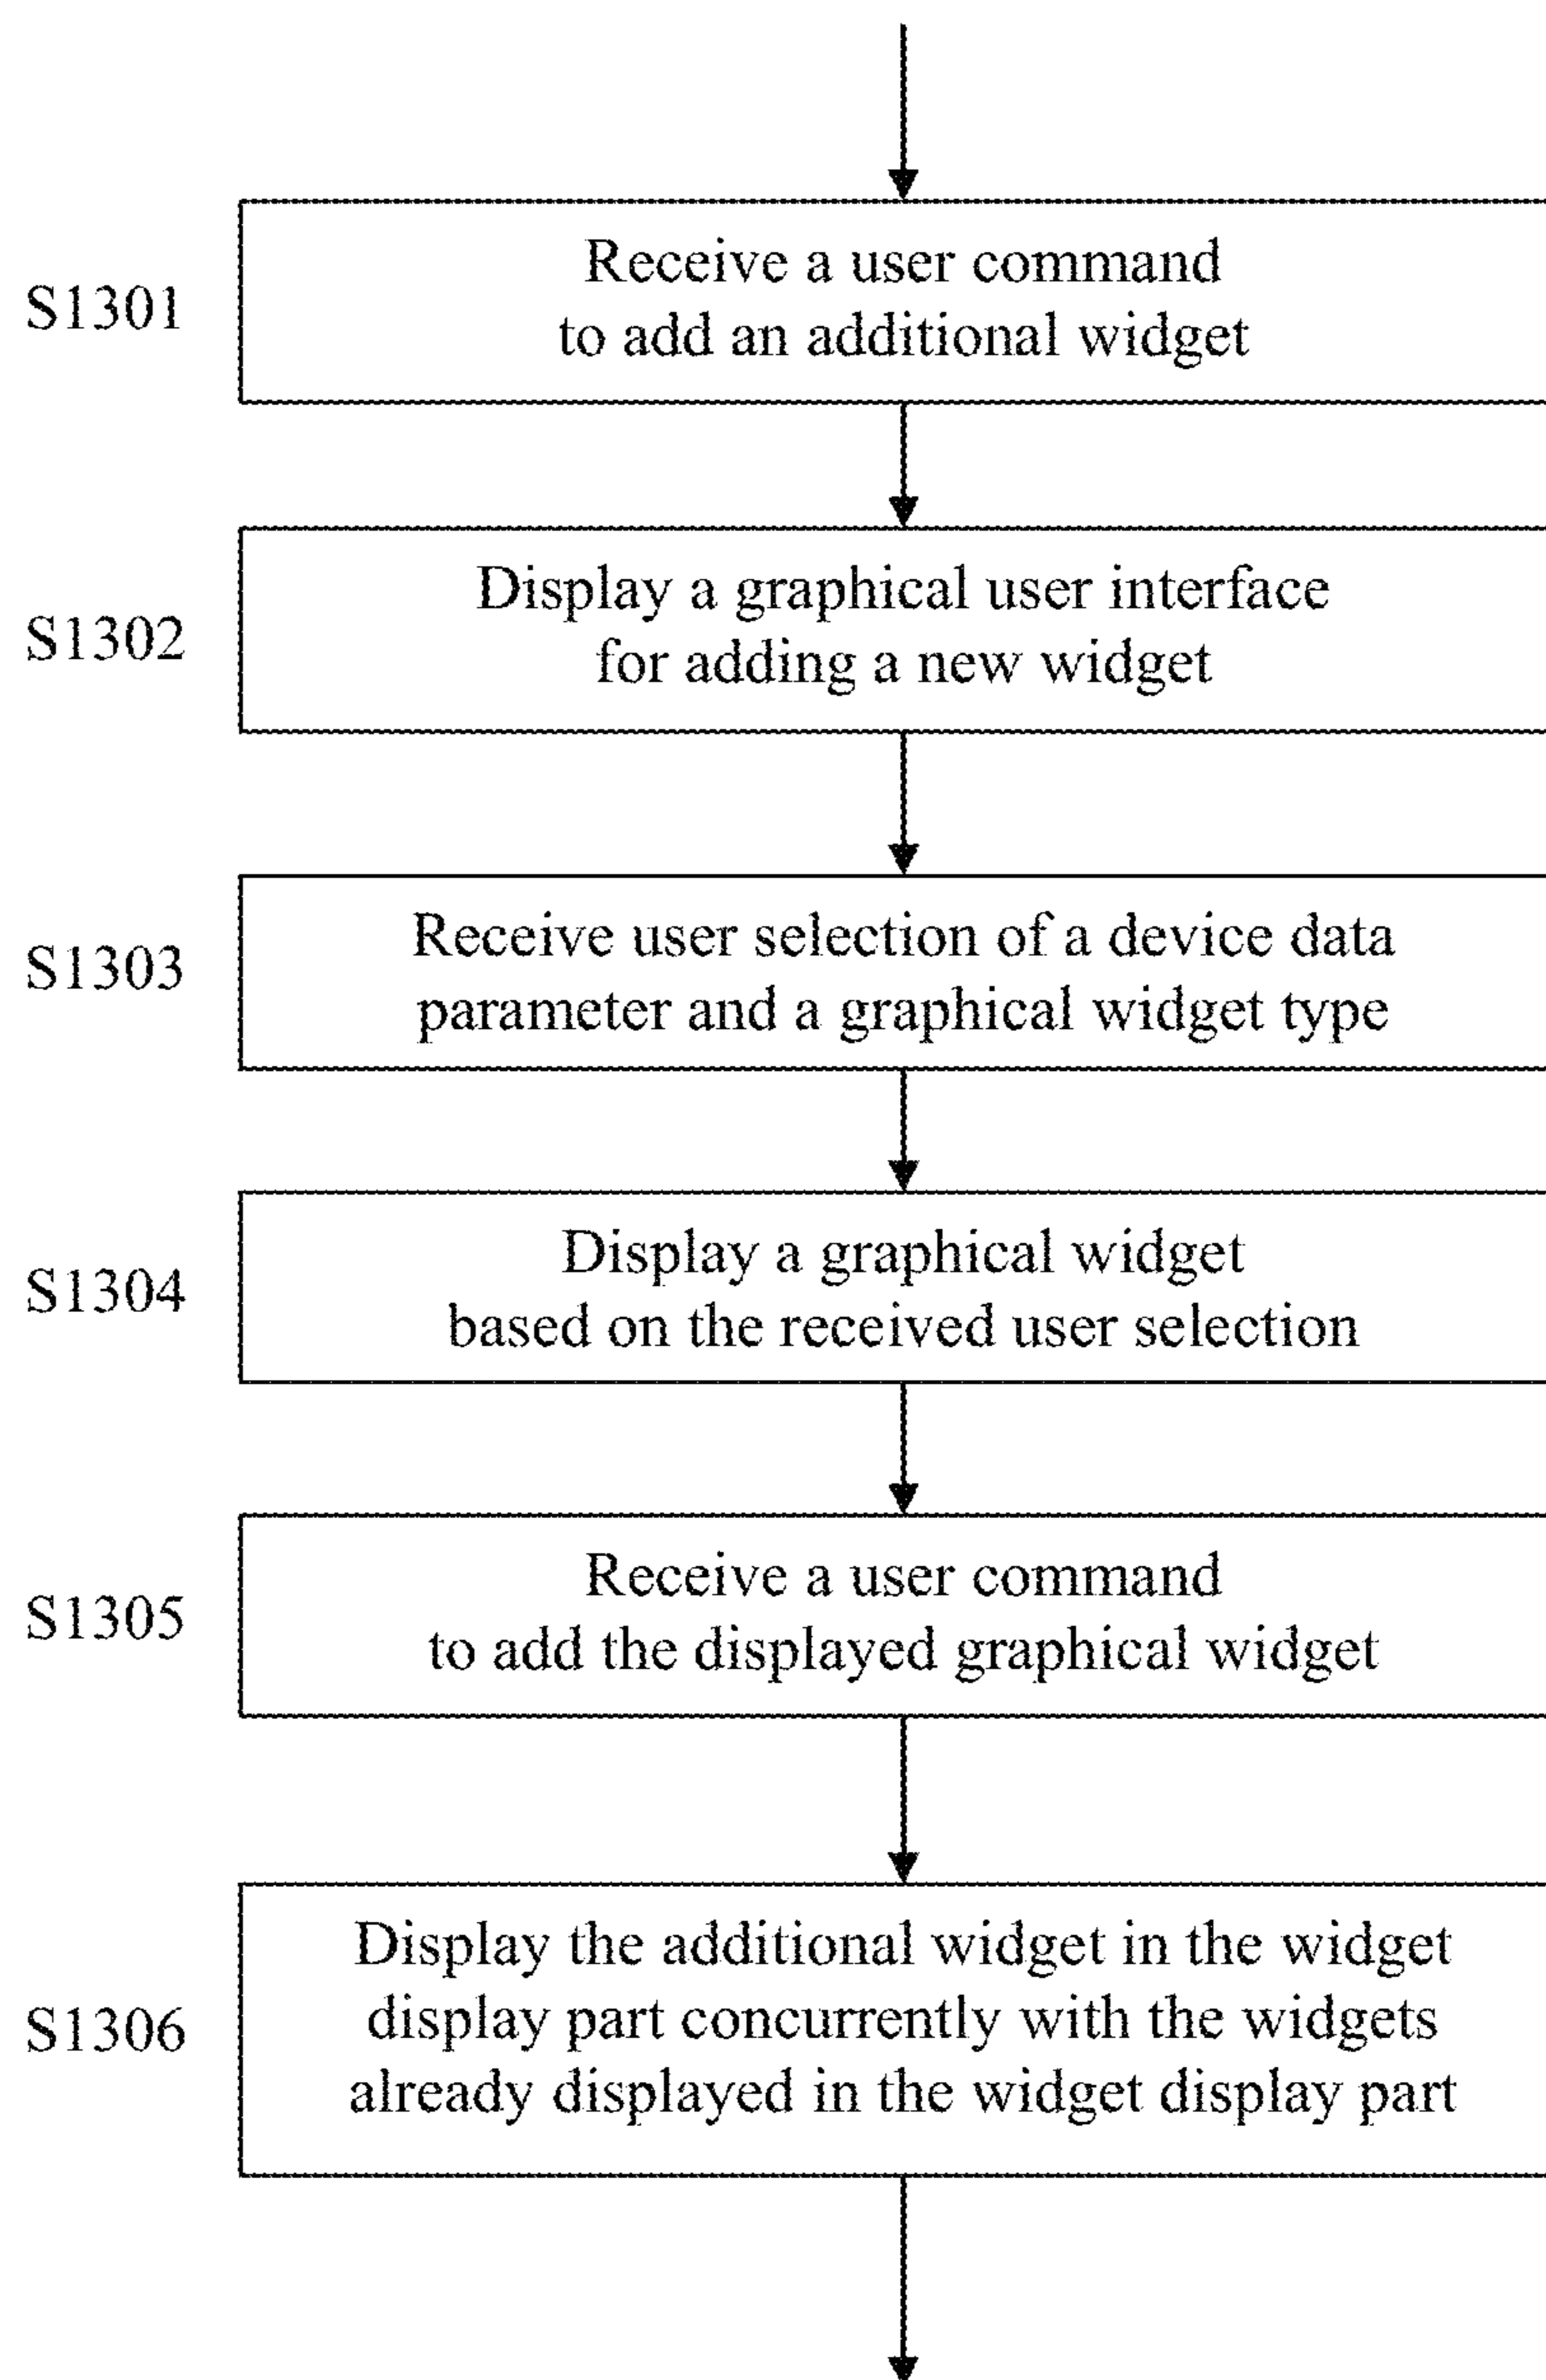 S1301
Receive a user command
to add an additional widget
S1302
Display a graphical user interface
for adding a new widget
S1303
Receive user selection of a device data
parameter and a graphical widget type
S1304
Display a graphical widget
based on the received user selection
S1305
Receive a user command
to add the displayed graphical widget
S1306
Display the additional widget in the widget
display part concurrently with the widgets
already displayed in the widget display part